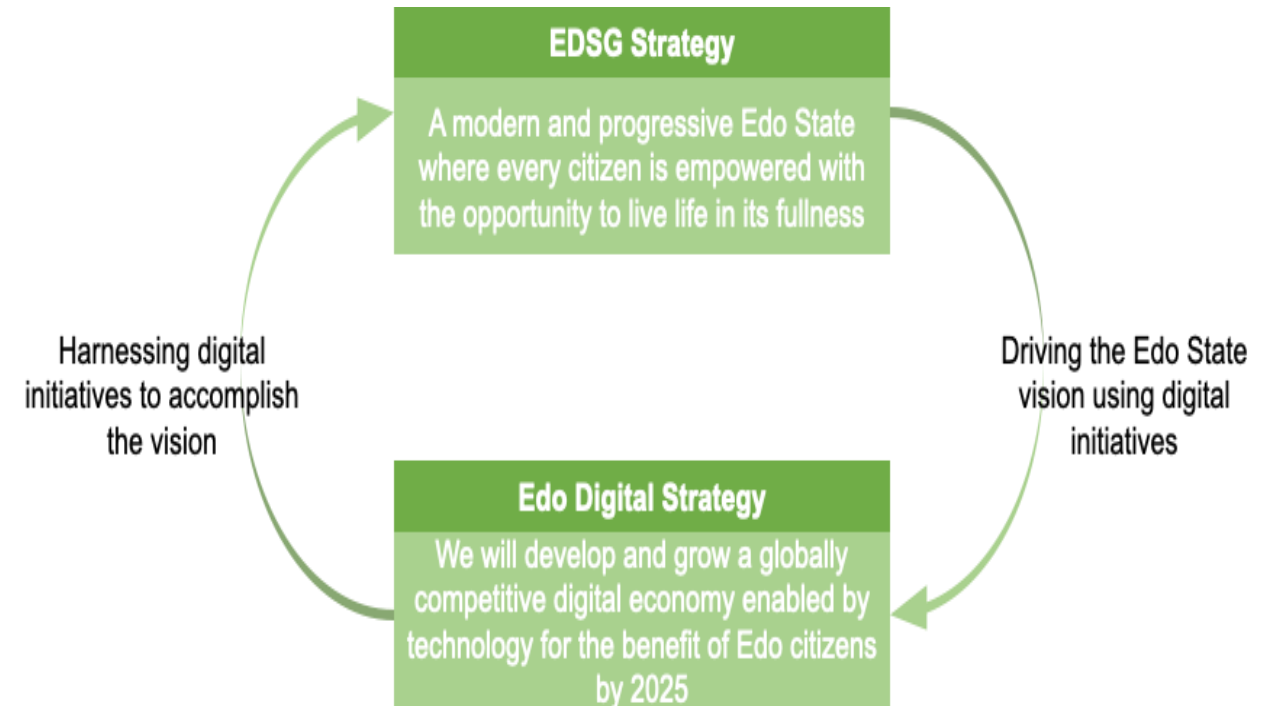 EDSG Strategy
A modern and progressive Edo State
where every citizen is empowered with
the opportunity to live life in its fullness
Harnessing digital
initiatives to accomplish
the vision
Driving the Edo State
vision using digital
initiatives
Edo Digital Strategy
We will develop and grow a globally
competitive digital economy enabled by
technology for the benefit of Edo citizens
by 2025